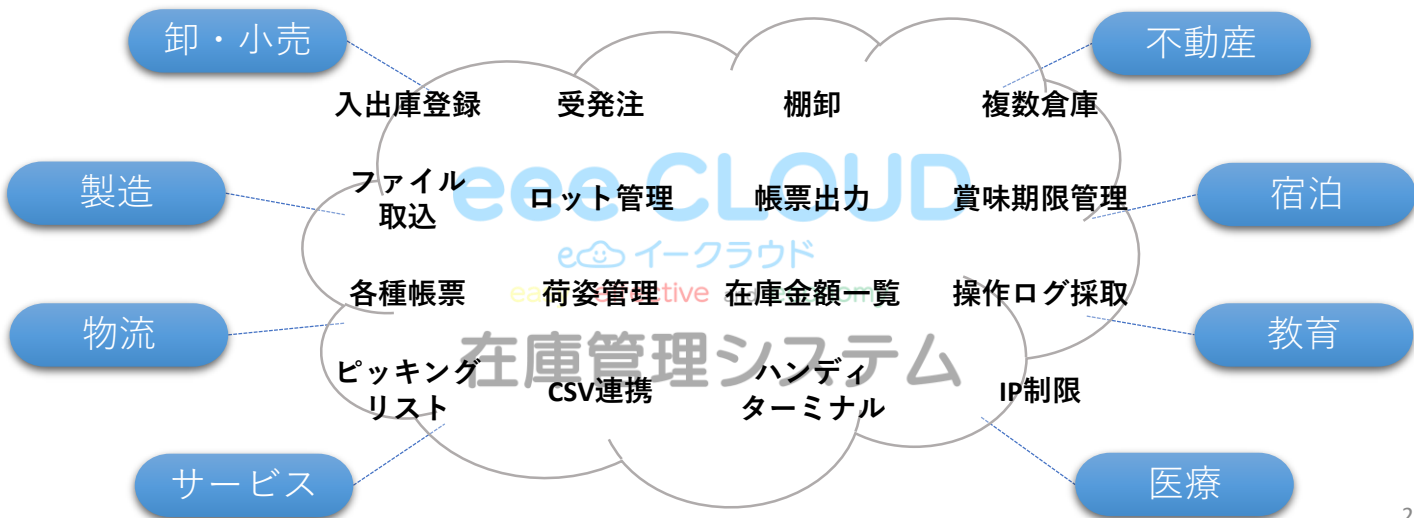 卸・小売
不動産
入出庫登録
受発注
棚卸
複数倉庫
eee CLOUD
製造
ファイル
取込
ロット管理
帳票出力
賞味期限管理
宿泊
e イークラウド
各種帳票
荷姿管理
在庫金額一覧
操作ログ採取
物流
教育
在庫管理システム
ピッキング
リスト
CSV連携
ハンディ
ターミナル
IP制限
サービス
医療
2